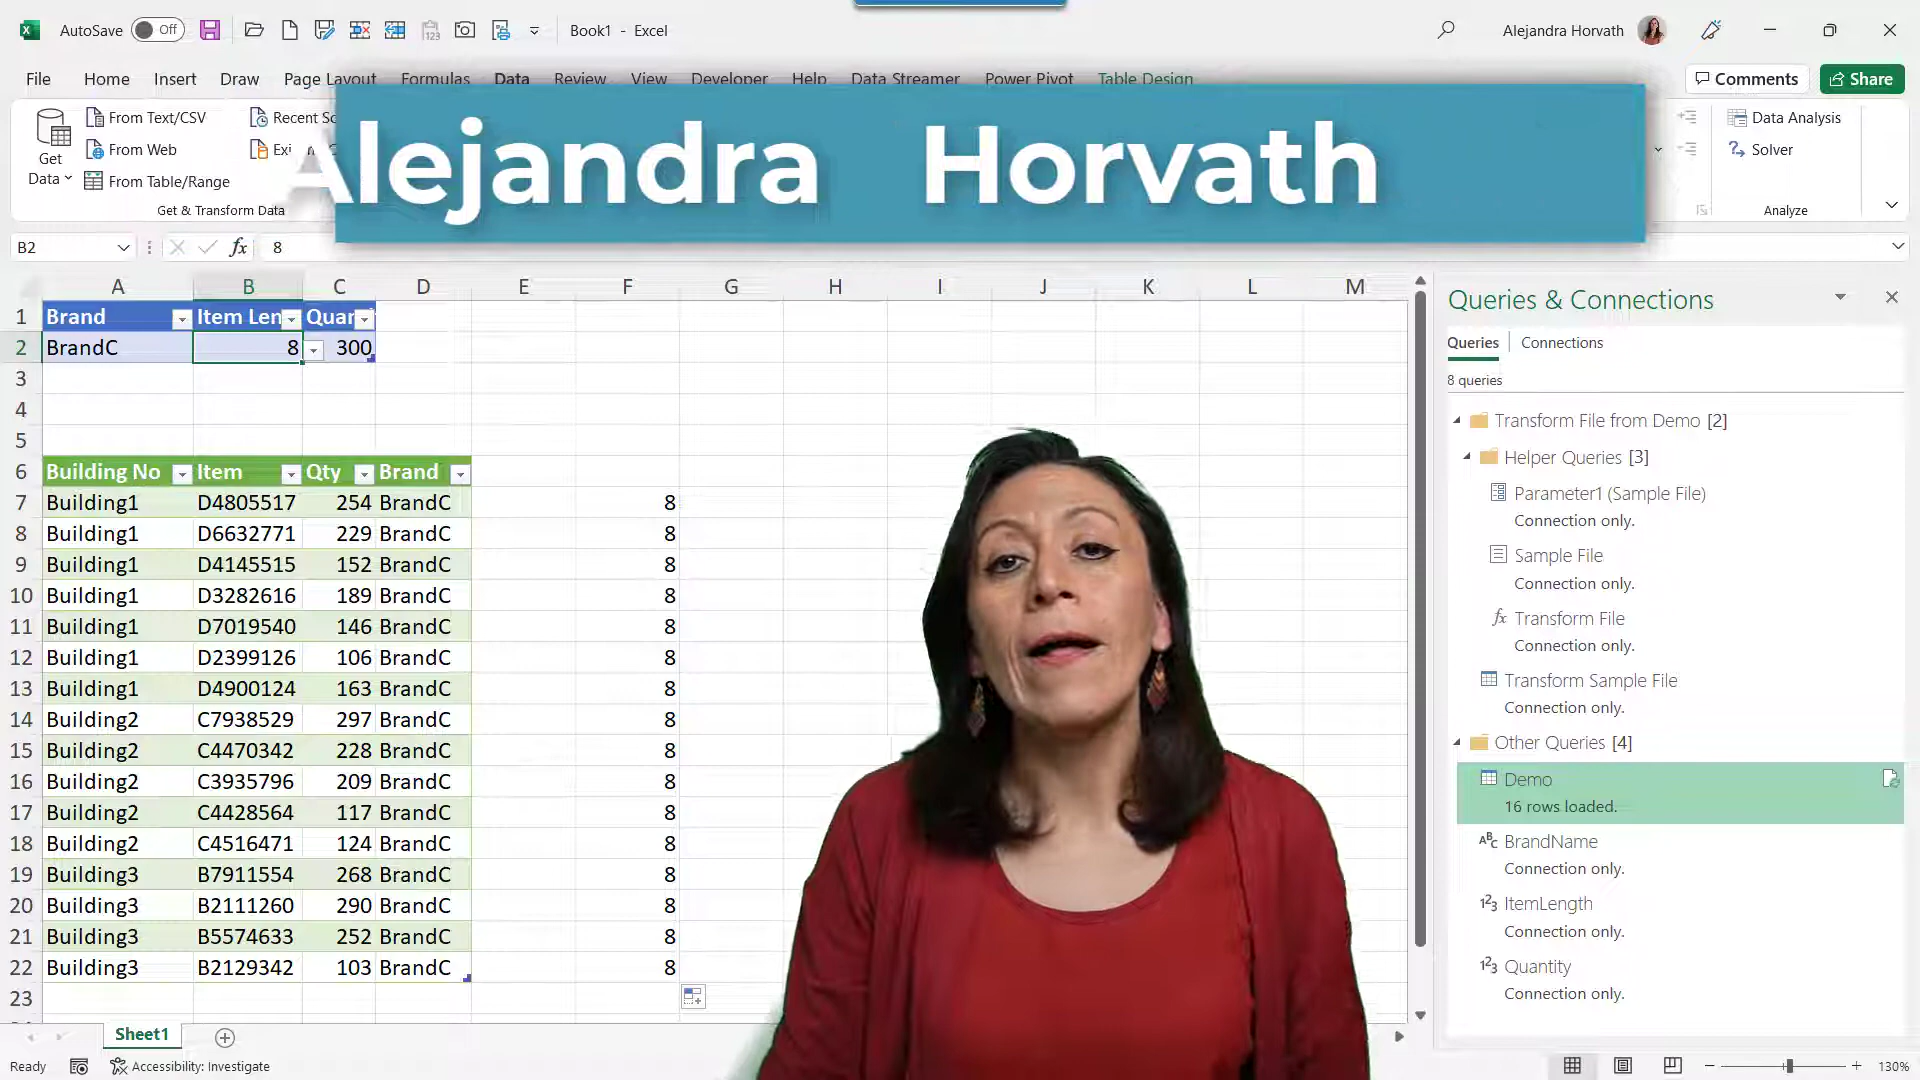 AutoSave Off Book1 - Excel Alejandra Horvath
File Home Insert Draw Page Layout Formulas Data Review View Developer Help Data Streamer Power Pivot Table Design Comments Share
Get Data
From Text/CSV
From Web
From Table/Range
Recent
Get & Transform Data
Alejandra Horvath
Data Analysis
Solver
Analyze
B2 fx 8
A B C D E F G H I J K L M
1 Brand Item Len Quan
2 BrandC 8 300
3
4
5
6 Building No Item Qty Brand
7 Building1 D4805517 254 BrandC 8
8 Building1 D6632771 229 BrandC 8
9 Building1 D4145515 152 BrandC 8
10 Building1 D3282616 189 BrandC 8
11 Building1 D7019540 146 BrandC 8
12 Building1 D2399126 106 BrandC 8
13 Building1 D4900124 163 BrandC 8
14 Building2 C7938529 297 BrandC 8
15 Building2 C4470342 228 BrandC 8
16 Building2 C3935796 209 BrandC 8
17 Building2 C4428564 117 BrandC 8
18 Building2 C4516471 124 BrandC 8
19 Building3 B7911554 268 BrandC 8
20 Building3 B2111260 290 BrandC 8
21 Building3 B5574633 252 BrandC 8
22 Building3 B2129342 103 BrandC 8
23
Queries & Connections
Queries | Connections
8 queries
Transform File from Demo [2]
Helper Queries [3]
Parameter1 (Sample File)
Connection only.
Sample File
Connection only.
fx Transform File
Connection only.
Transform Sample File
Connection only.
Other Queries [4]
Demo
16 rows loaded.
ABC BrandName
Connection only.
123 ItemLength
Connection only.
123 Quantity
Connection only.
Sheet1
Ready Accessibility: Investigate 130%